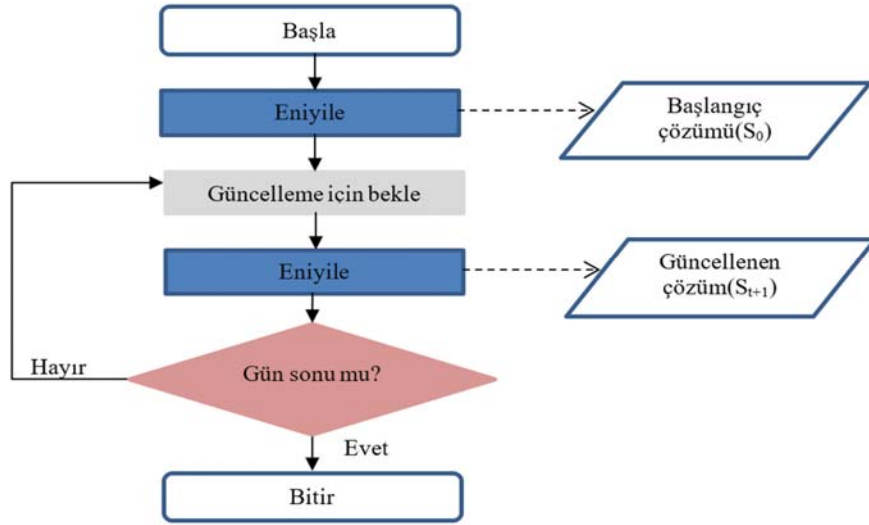 Başla
Eniyile
Başlangıç
çözümü(S₀)
Güncelleme için bekle
Eniyile
Güncellenen
çözüm(Sₜ₊₁)
Hayır
Gün sonu mu?
Evet
Bitir